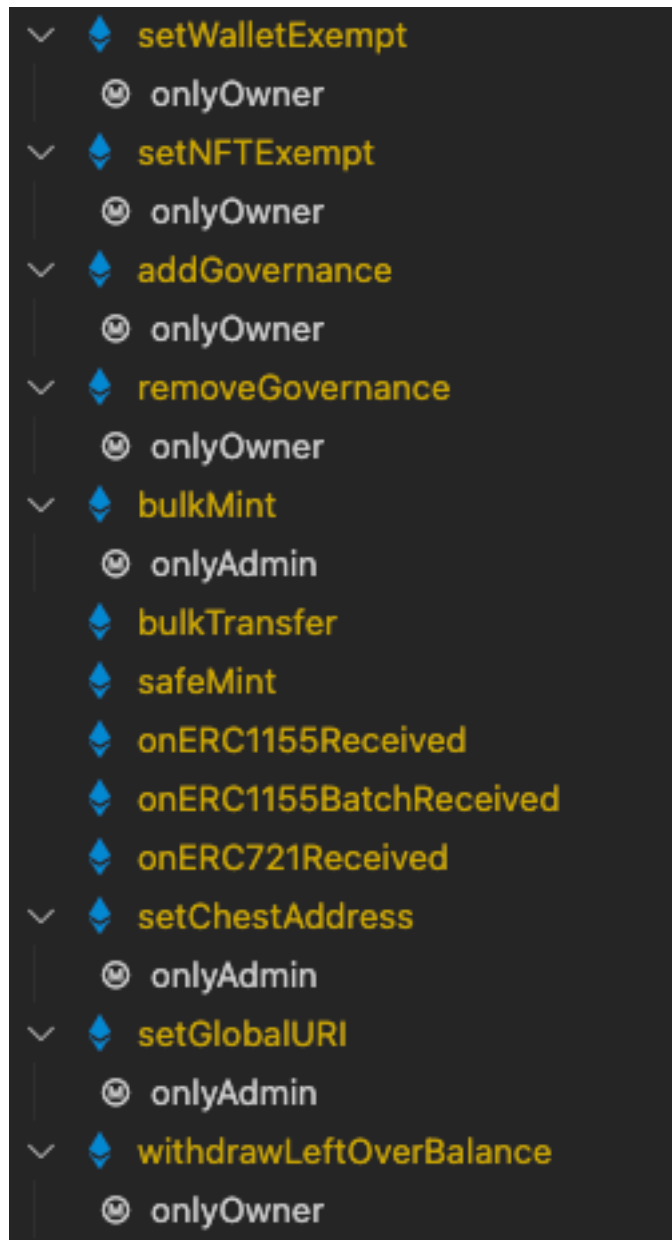 setWalletExempt
onlyOwner
setNFTExempt
onlyOwner
addGovernance
onlyOwner
removeGovernance
onlyOwner
bulkMint
onlyAdmin
bulkTransfer
safeMint
onERC1155Received
onERC1155BatchReceived
onERC721Received
setChestAddress
onlyAdmin
setGlobalURI
onlyAdmin
withdrawLeftOverBalance
onlyOwner